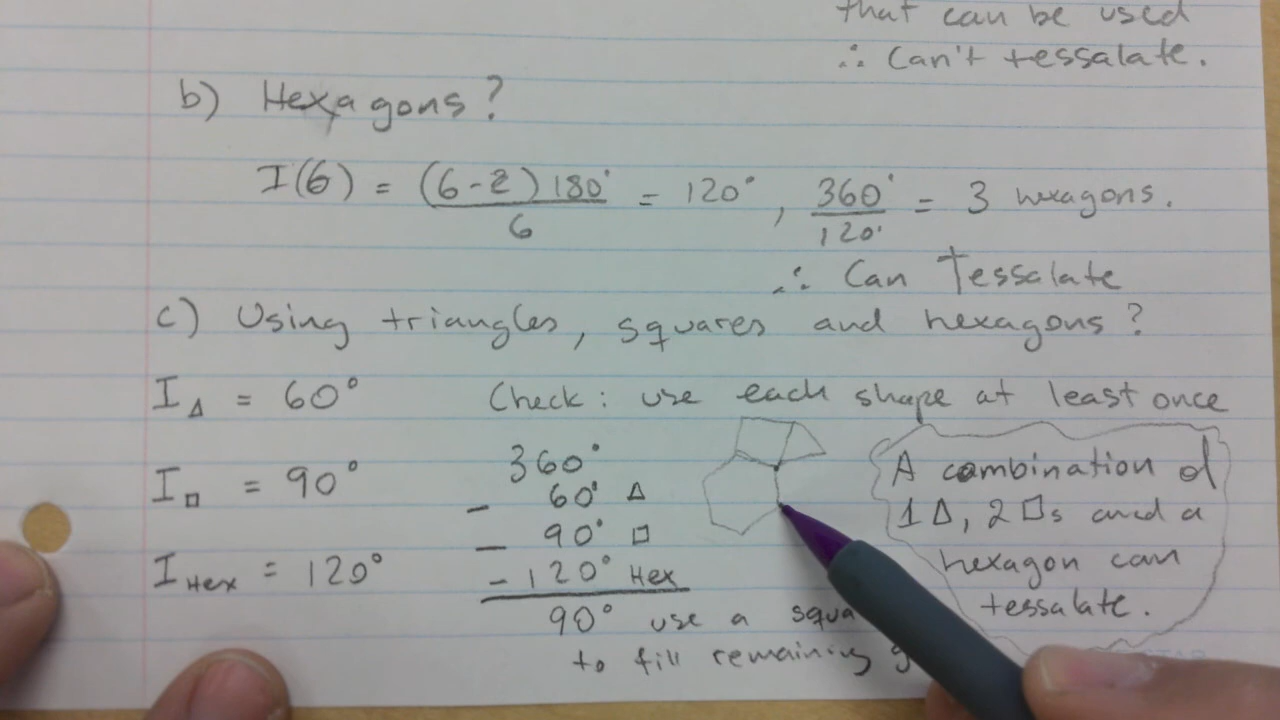 that can be used
∴ Can't tessalate.
b) Hexagons?
I(6) = (6-2)180° / 6 = 120°, 360° / 120° = 3 hexagons.
∴ Can Tessalate
c) Using triangles, squares and hexagons?
I△ = 60° Check: use each shape at least once
360°
- 60° △
I□ = 90°
- 90° □
I Hex = 120°
- 120° Hex
90° use a squa
to fill remaining g
A combination of
1△, 2□s and a
hexagon can
tessalate.